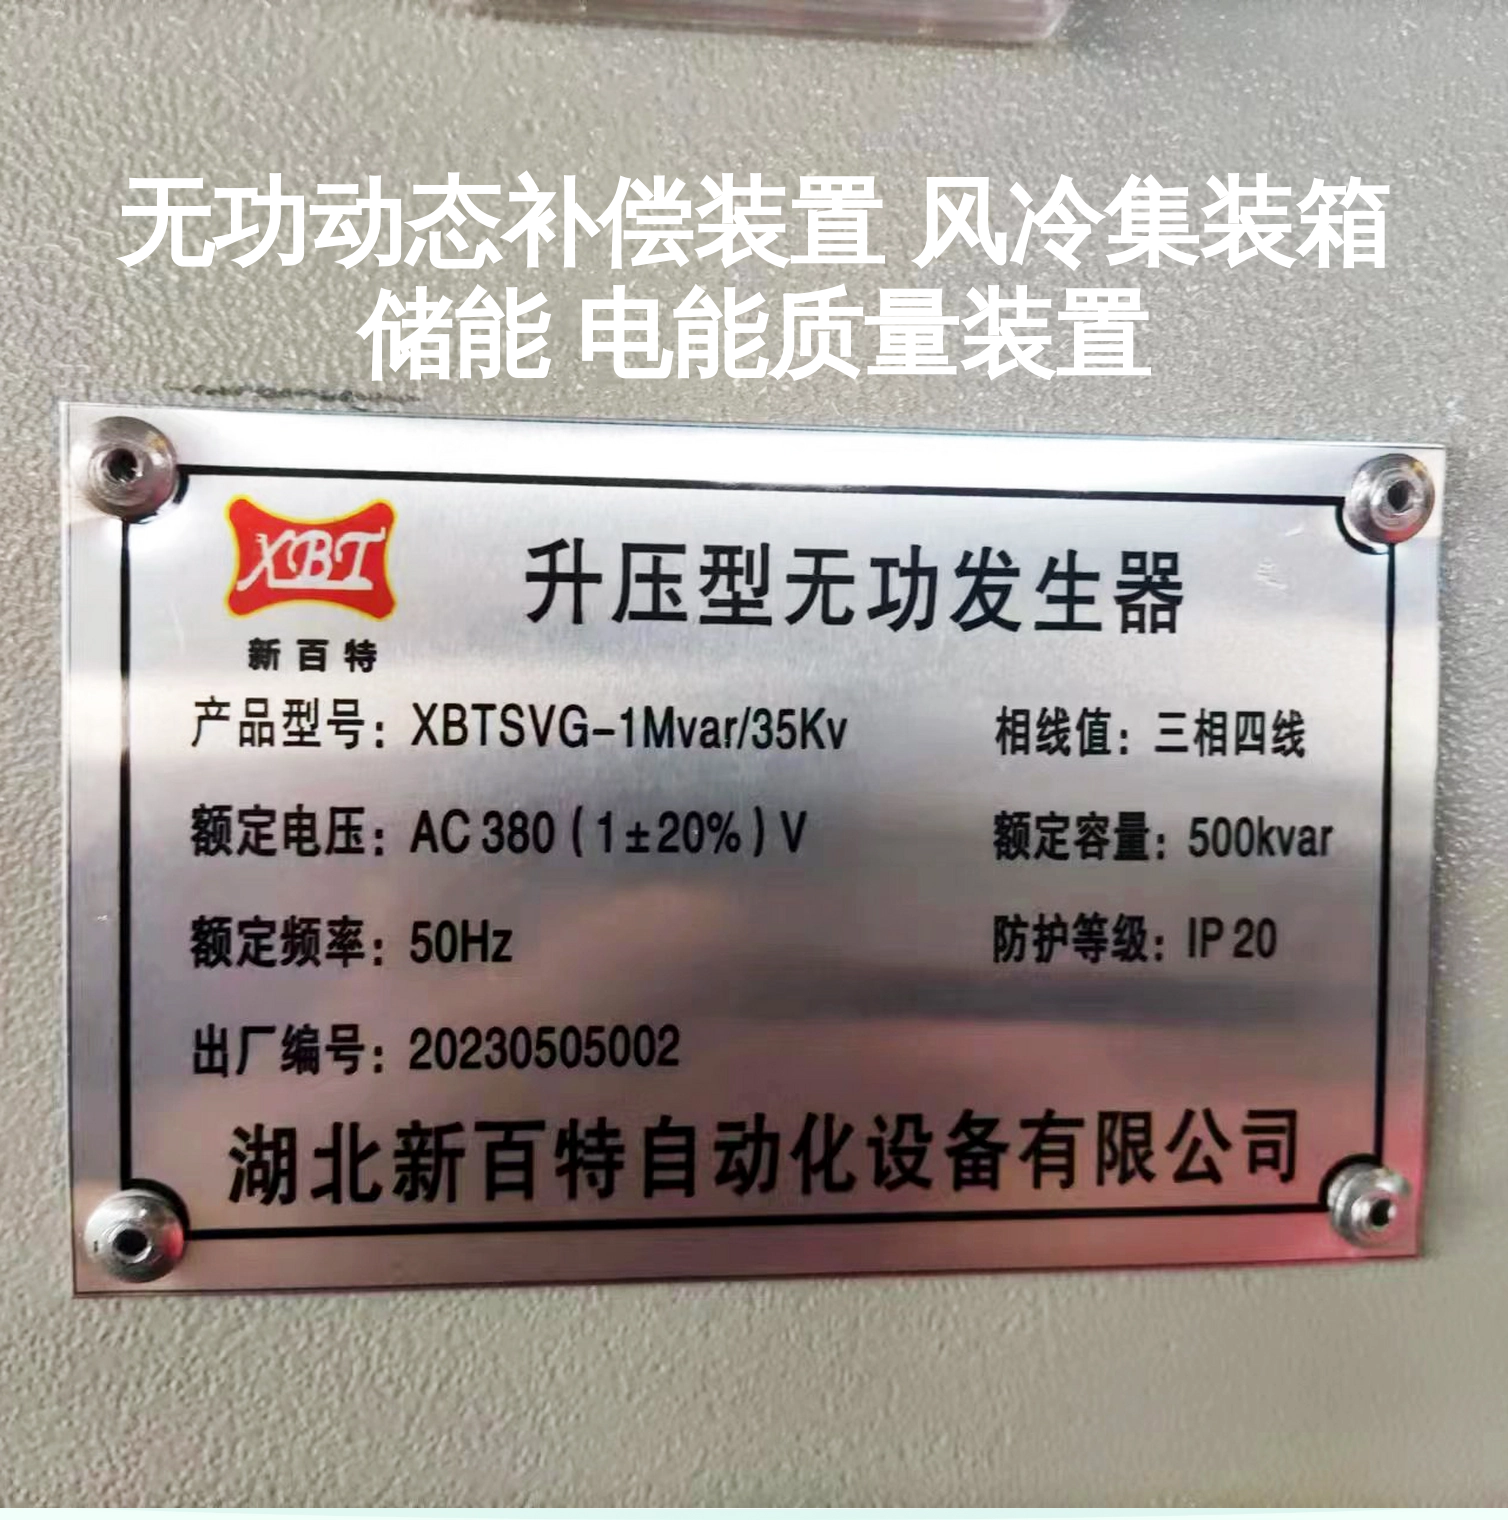 无功动态补偿装置 风冷集装箱
储能 电能质量装置
XBT
新百特
升压型无功发生器
产品型号：XBTSVG-1Mvar/35Kv 相线值：三相四线
额定电压：AC 380（1±20%）V 额定容量：500kvar
额定频率：50Hz 防护等级：IP 20
出厂编号：20230505002
湖北新百特自动化设备有限公司